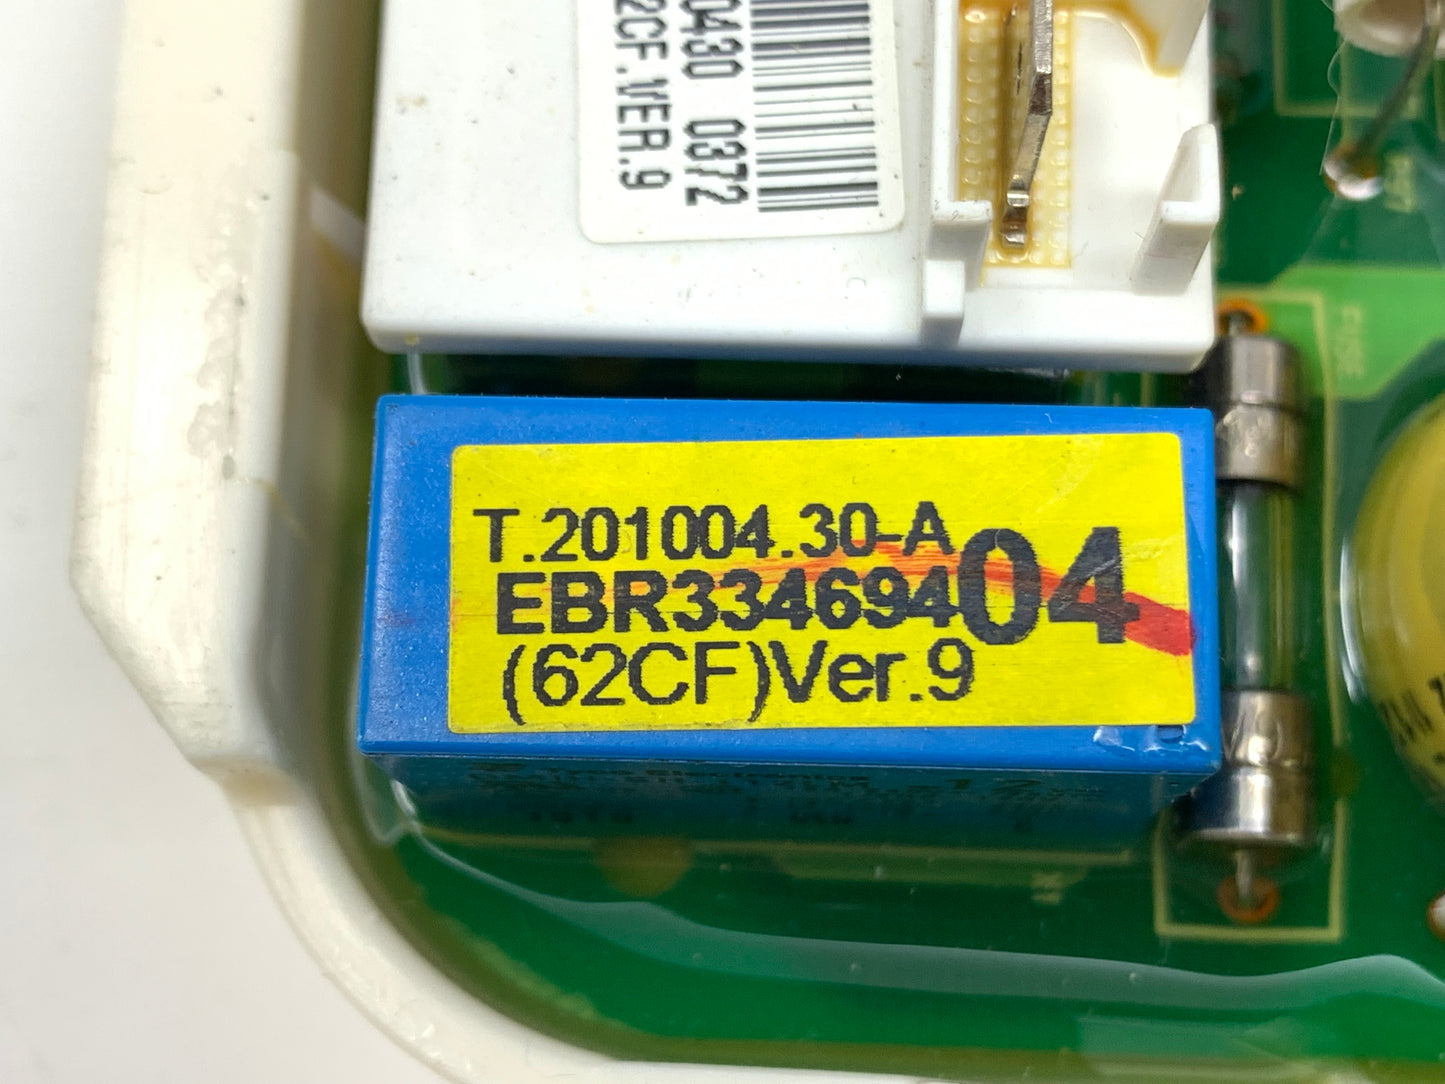 0430 0372
2CF.VER.9
T.201004.30-A
EBR33469404
(62CF)Ver.9